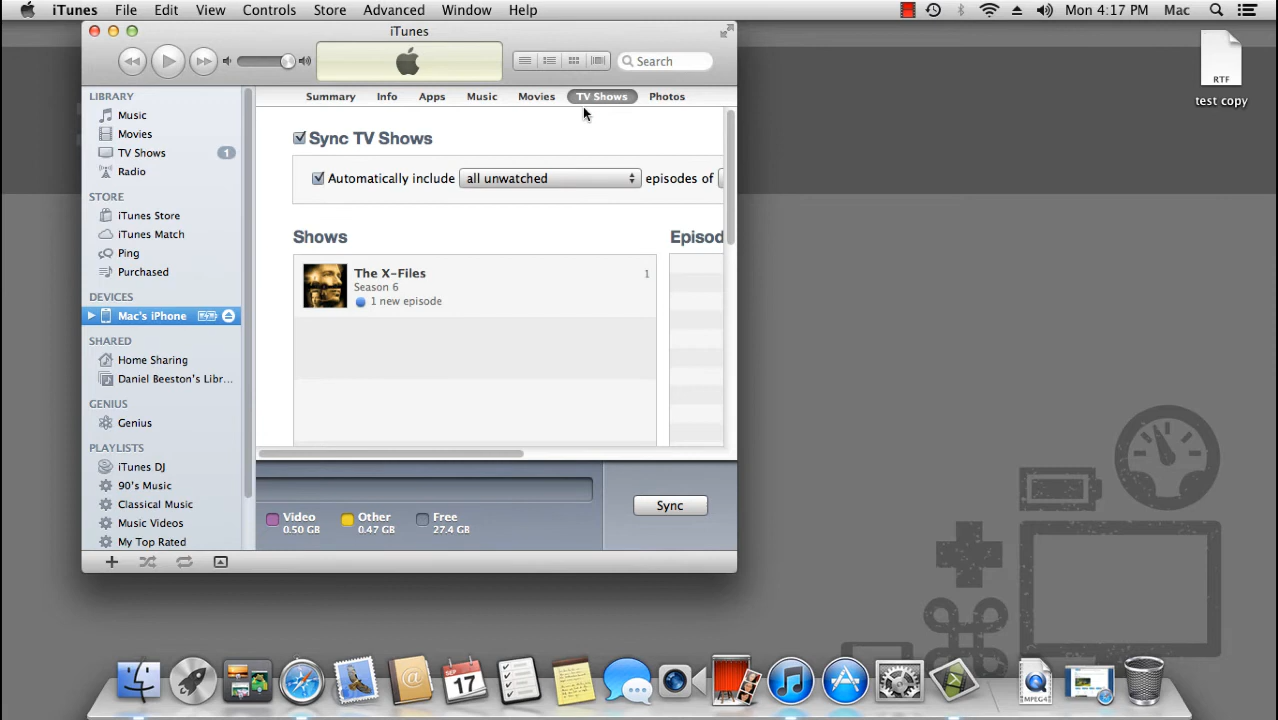 iTunes File Edit View Controls Store Advanced Window Help Mon 4:17 PM Mac
iTunes
Search
RTF
test copy
LIBRARY
Music
Movies
TV Shows 1
Radio
STORE
iTunes Store
iTunes Match
Ping
Purchased
DEVICES
Mac's iPhone
SHARED
Home Sharing
Daniel Beeston's Libr...
GENIUS
Genius
PLAYLISTS
iTunes DJ
90's Music
Classical Music
Music Videos
My Top Rated
Summary Info Apps Music Movies TV Shows Photos
Sync TV Shows
Automatically include all unwatched episodes of
Shows
Episod
The X-Files 1
Season 6
1 new episode
Video
0.50 GB
Other
0.47 GB
Free
27.4 GB
Sync
SEP
17
MPEG4